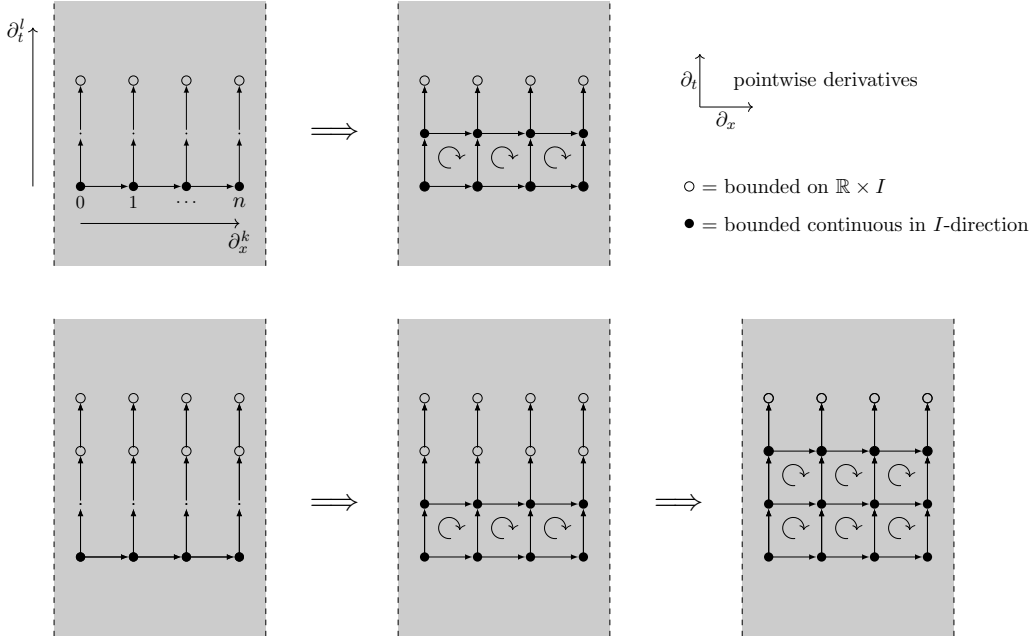 ∂_t^l
0 1 ⋯ n
∂_x^k
⟹
∂_t pointwise derivatives
∂_x
○ = bounded on ℝ × I
● = bounded continuous in I-direction
⟹
⟹